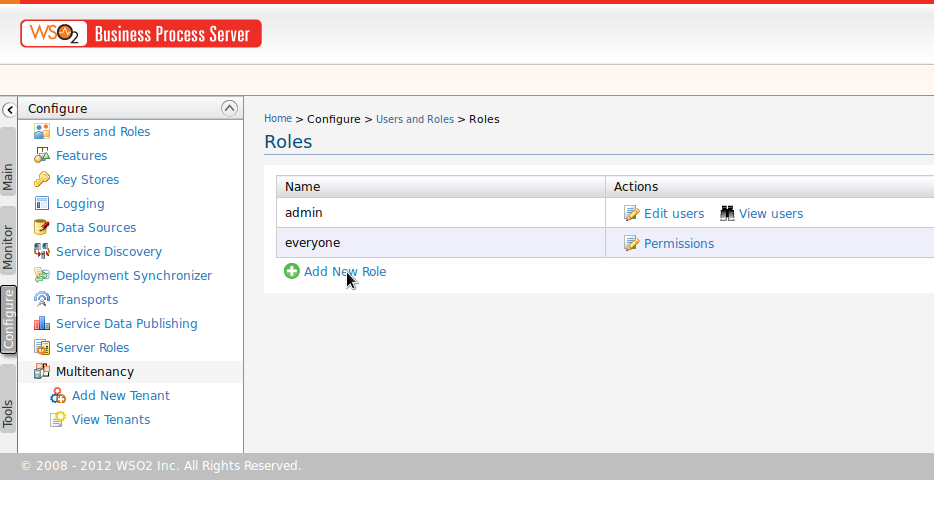 WSO2 Business Process Server
Configure
Users and Roles
Features
Key Stores
Logging
Data Sources
Service Discovery
Deployment Synchronizer
Transports
Service Data Publishing
Server Roles
Multitenancy
Add New Tenant
View Tenants
Main
Monitor
Configure
Tools
Home > Configure > Users and Roles > Roles
Roles
Name Actions
admin Edit users View users
everyone Permissions
Add New Role
© 2008 - 2012 WSO2 Inc. All Rights Reserved.